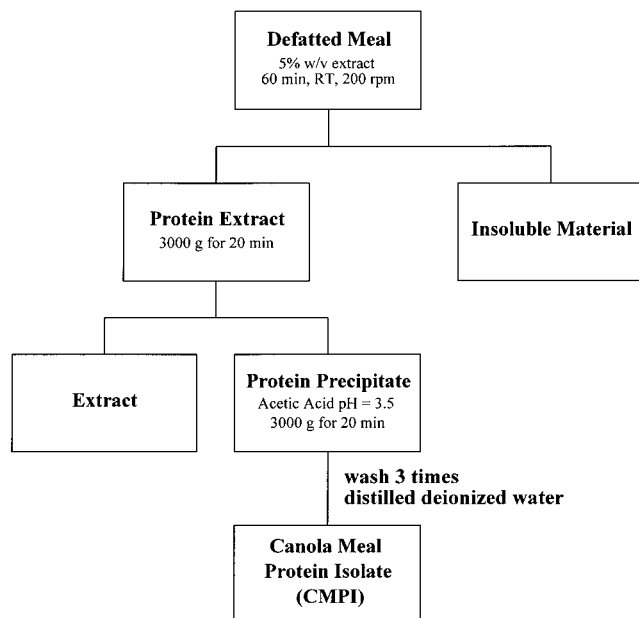 Defatted Meal
5% w/v extract
60 min, RT, 200 rpm
Protein Extract
3000 g for 20 min
Insoluble Material
Extract
Protein Precipitate
Acetic Acid pH = 3.5
3000 g for 20 min
wash 3 times
distilled deionized water
Canola Meal
Protein Isolate
(CMPI)